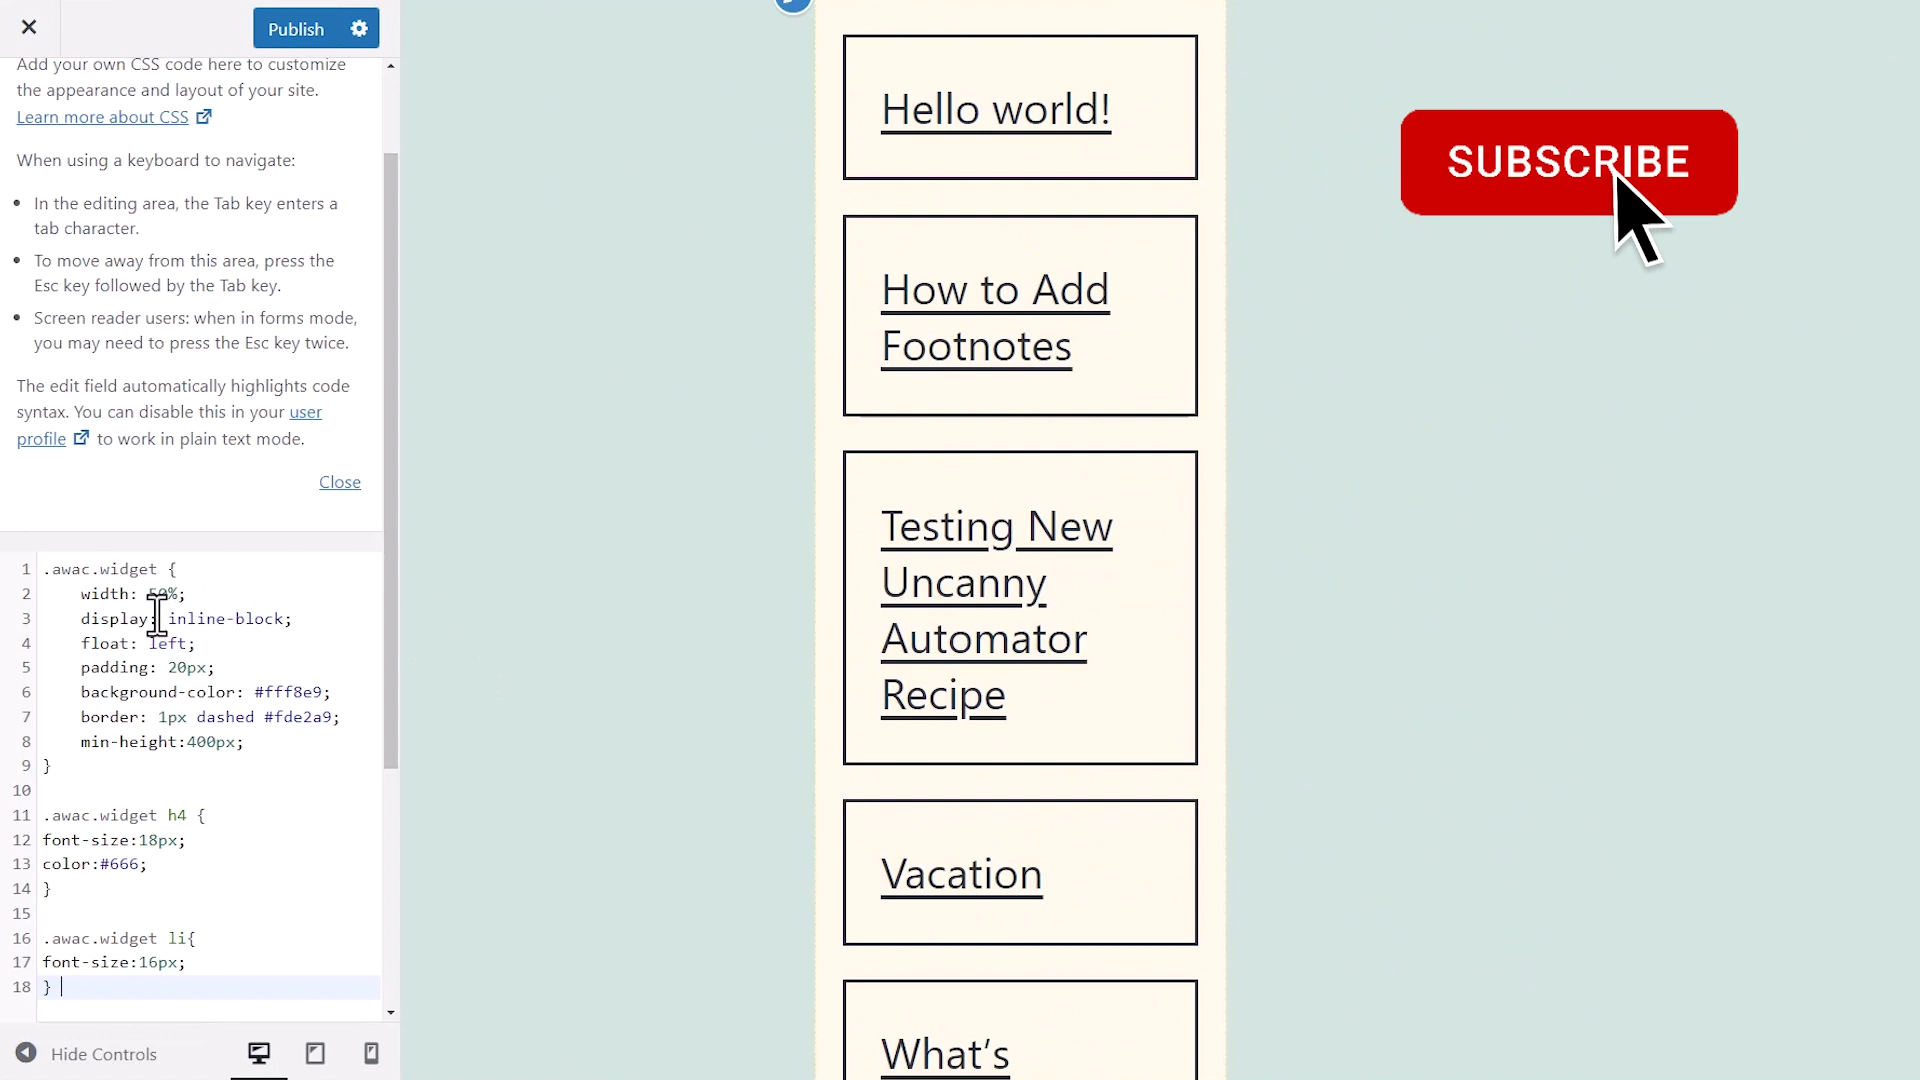 Publish
Add your own CSS code here to customize
the appearance and layout of your site.
Learn more about CSS
When using a keyboard to navigate:
In the editing area, the Tab key enters a
tab character.
To move away from this area, press the
Esc key followed by the Tab key.
Screen reader users: when in forms mode,
you may need to press the Esc key twice.
The edit field automatically highlights code
syntax. You can disable this in your user
profile to work in plain text mode.
Close
1 .awac.widget {
2 width: 50%;
3 display: inline-block;
4 float: left;
5 padding: 20px;
6 background-color: #fff8e9;
7 border: 1px dashed #fde2a9;
8 min-height:400px;
9 }
10
11 .awac.widget h4 {
12 font-size:18px;
13 color:#666;
14 }
15
16 .awac.widget li{
17 font-size:16px;
18 }
Hide Controls
Hello world!
How to Add
Footnotes
Testing New
Uncanny
Automator
Recipe
Vacation
What's
SUBSCRIBE